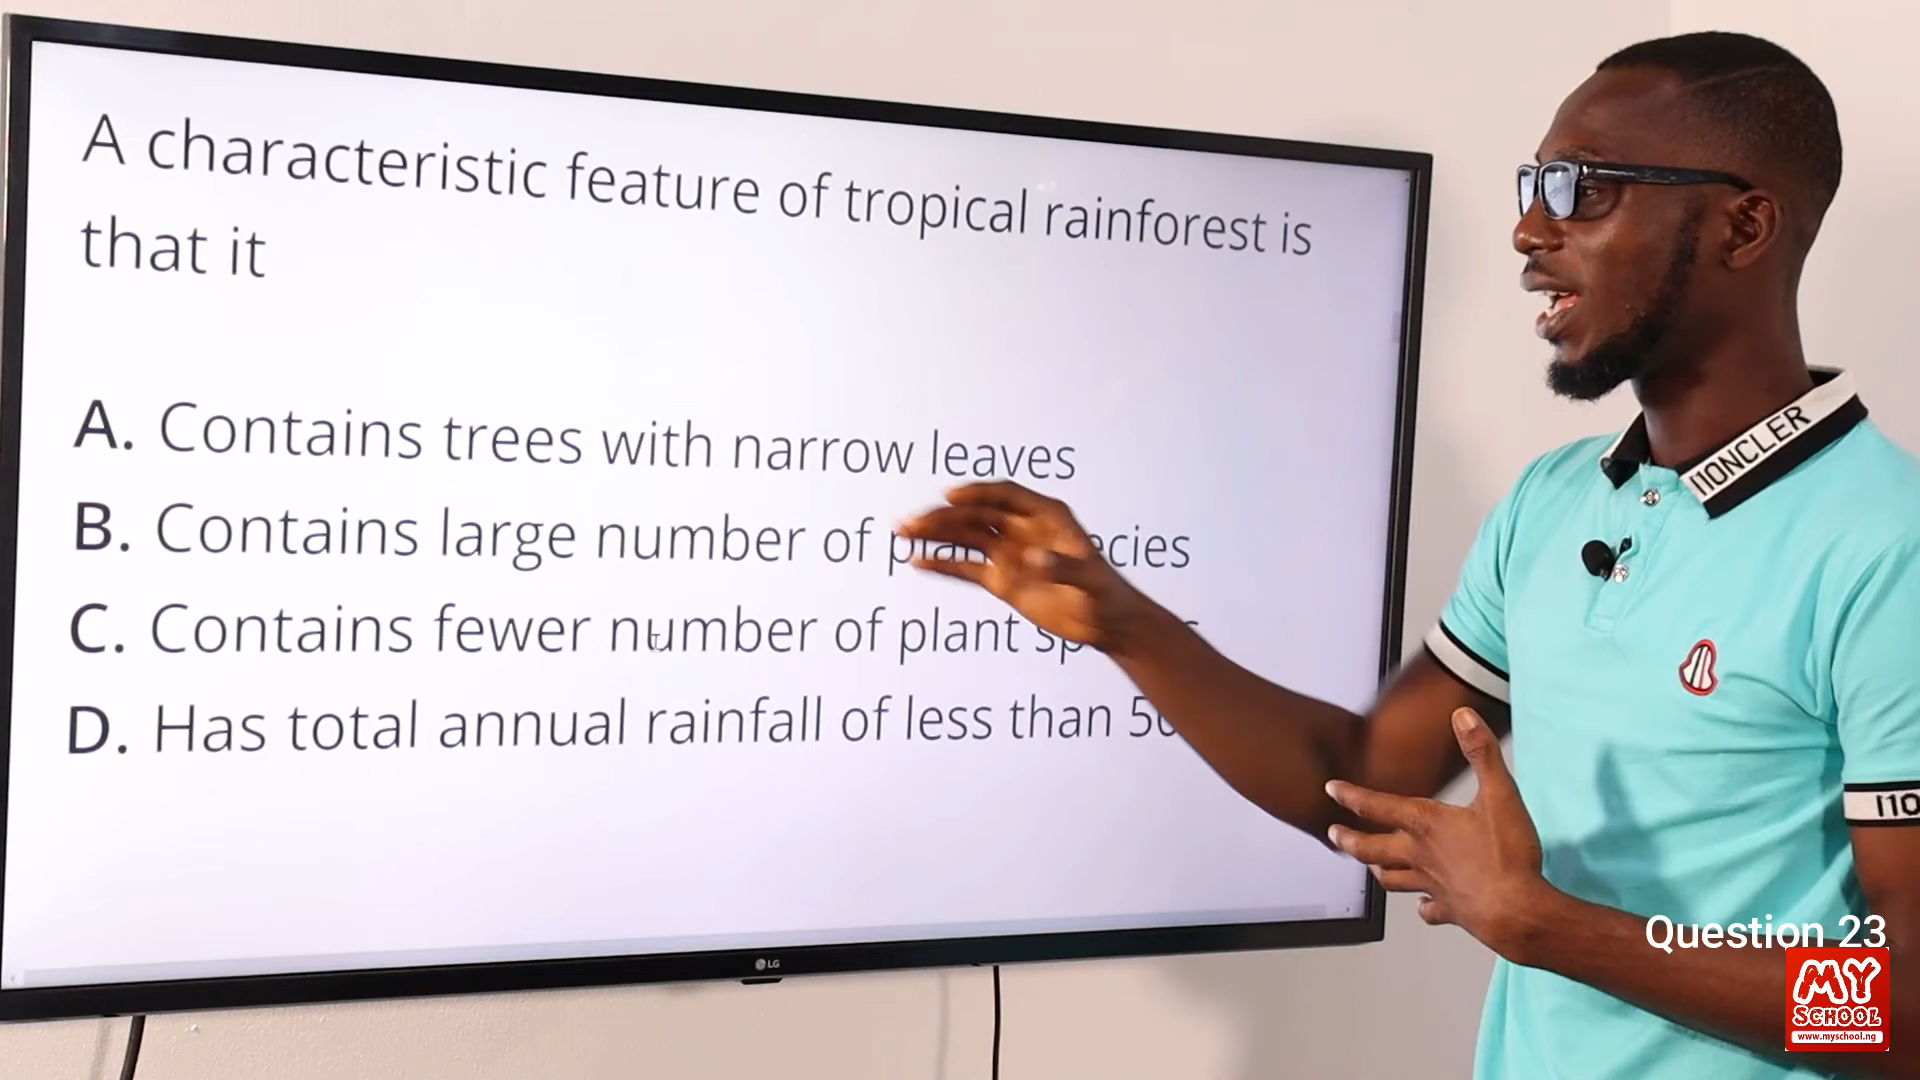 A characteristic feature of tropical rainforest is
that it
A. Contains trees with narrow leaves
B. Contains large number of
C. Contains fewer number of plant
D. Has total annual rainfall of less than
LG
MONCLER
Question 23
MY
SCHOOL
www.myschool.ng